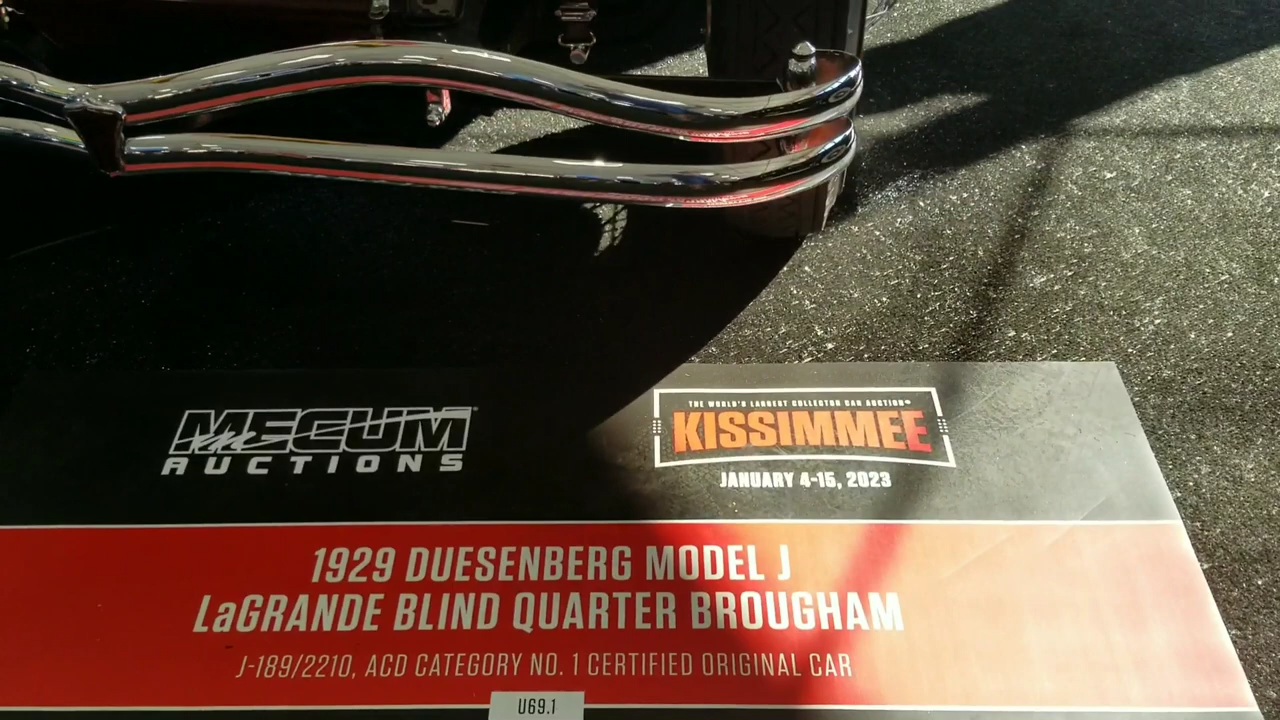 MECUM
AUCTIONS
THE WORLD'S LARGEST COLLECTOR CAR AUCTION
KISSIMMEE
JANUARY 4-15, 2023
1929 DUESENBERG MODEL J
LaGRANDE BLIND QUARTER BROUGHAM
J-189/2210, ACD CATEGORY NO. 1 CERTIFIED ORIGINAL CAR
U69.1